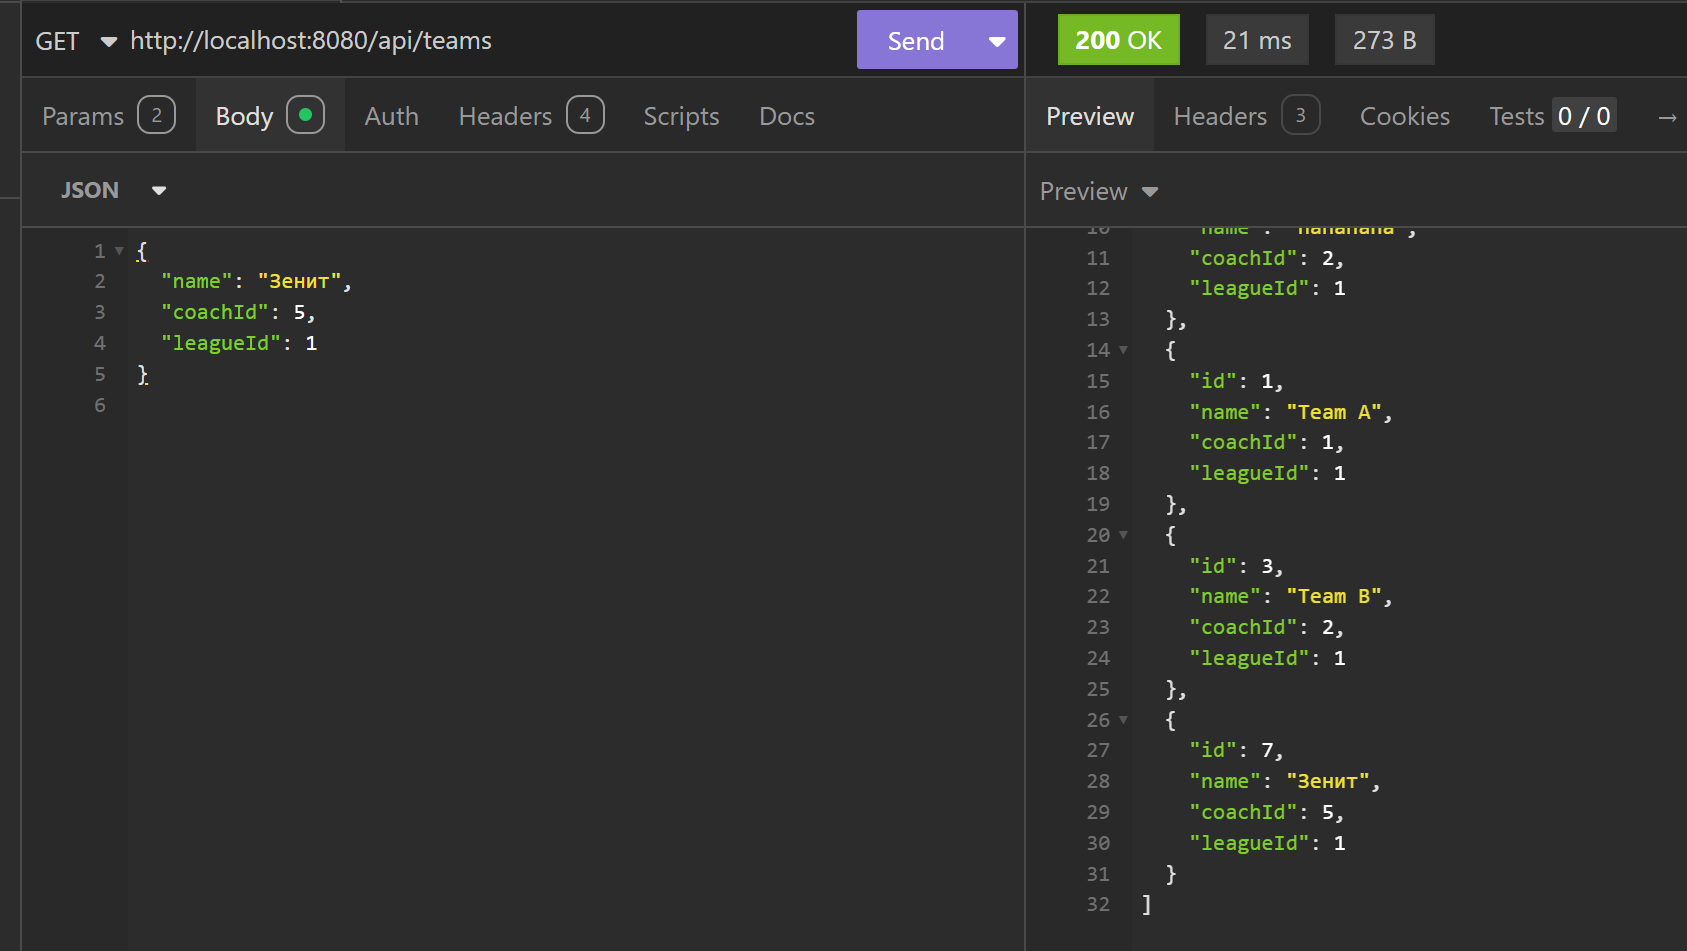 GET http://localhost:8080/api/teams Send
Params 2 Body Auth Headers 4 Scripts Docs
JSON
1 {
2 "name": "Зенит",
3 "coachId": 5,
4 "leagueId": 1
5 }
6
200 OK 21 ms 273 B
Preview Headers 3 Cookies Tests 0 / 0 →
Preview
10 "name":
11 "coachId": 2,
12 "leagueId": 1
13 },
14 {
15 "id": 1,
16 "name": "Team A",
17 "coachId": 1,
18 "leagueId": 1
19 },
20 {
21 "id": 3,
22 "name": "Team B",
23 "coachId": 2,
24 "leagueId": 1
25 },
26 {
27 "id": 7,
28 "name": "Зенит",
29 "coachId": 5,
30 "leagueId": 1
31 }
32 ]